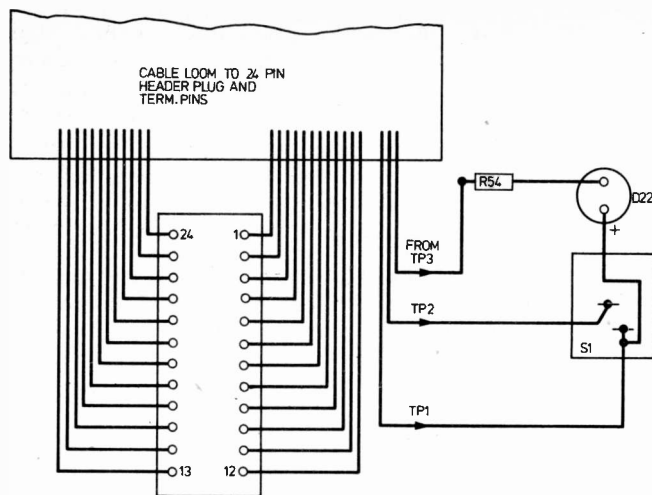 CABLE LOOM TO 24 PIN
HEADER PLUG AND
TERM. PINS
24
1
R54
D22
+
FROM
TP3
TP2
S1
TP1
13
12